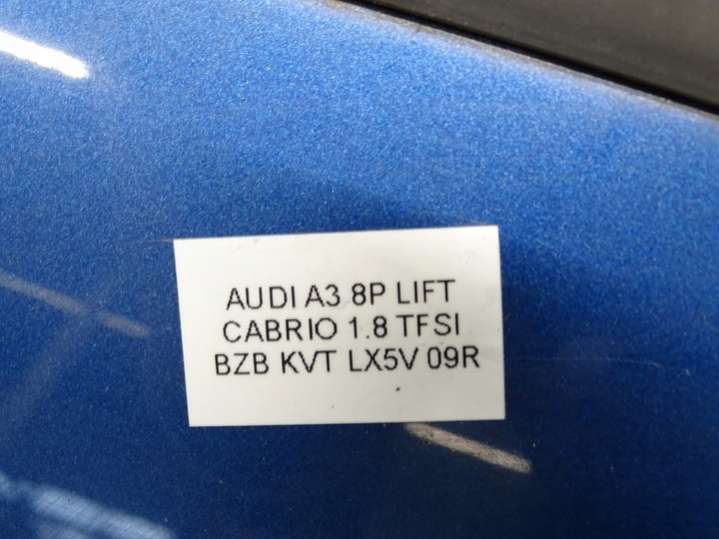 AUDI A3 8P LIFT
CABRIO 1.8 TFSI
BZB KVT LX5V 09R